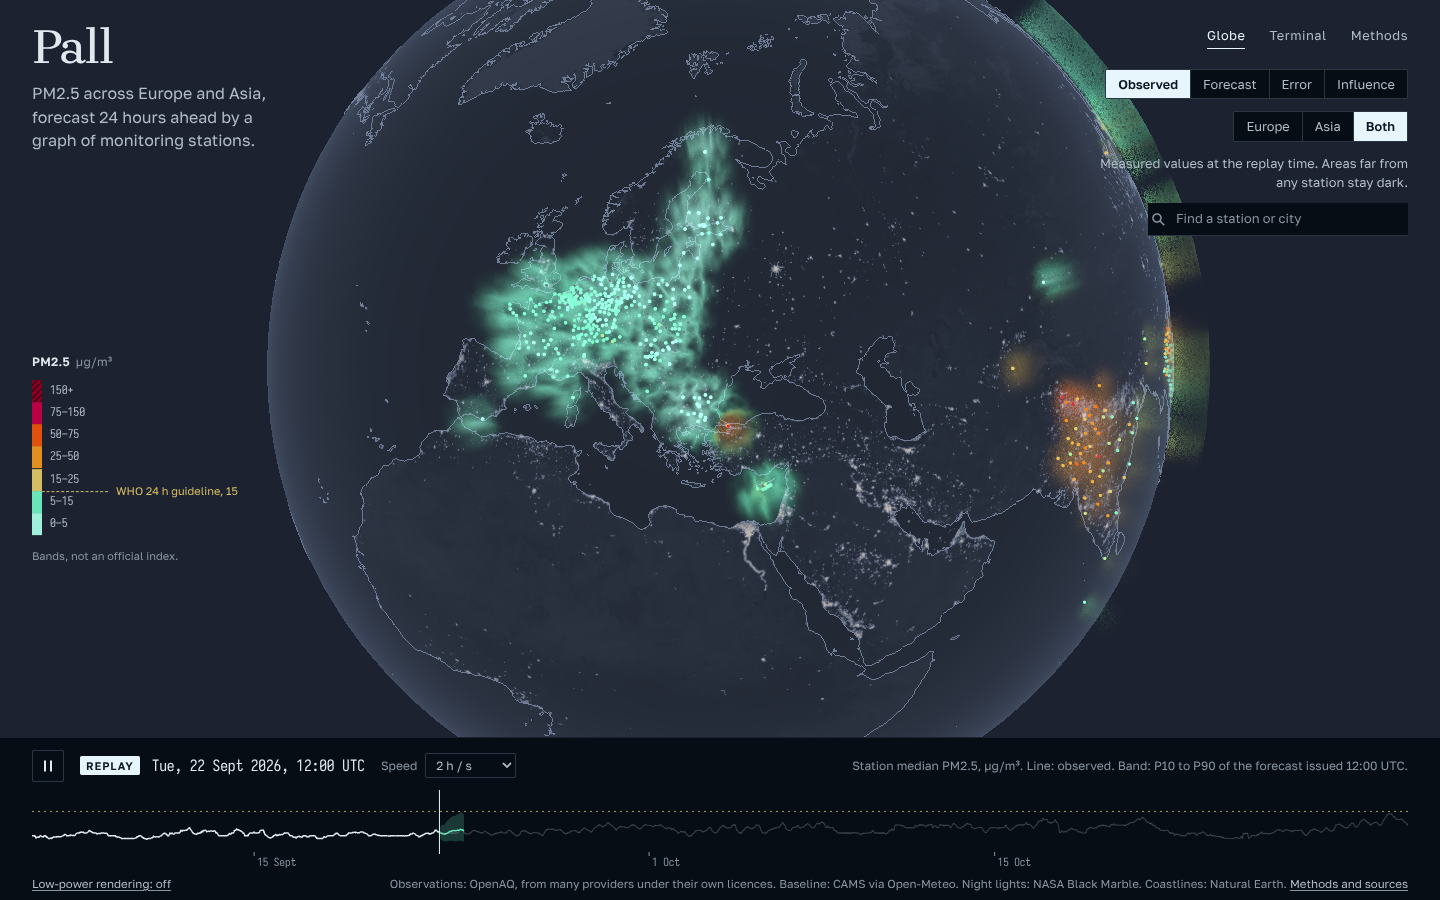 Pall
PM2.5 across Europe and Asia,
forecast 24 hours ahead by a
graph of monitoring stations.
Globe Terminal Methods
Observed Forecast Error Influence
Europe Asia Both
Measured values at the replay time. Areas far from
any station stay dark.
Find a station or city
PM2.5 µg/m³
150+
75–150
50–75
25–50
15–25
WHO 24 h guideline, 15
5–15
0–5
Bands, not an official index.
REPLAY Tue, 22 Sept 2026, 12:00 UTC Speed 2 h / s
Station median PM2.5, µg/m³. Line: observed. Band: P10 to P90 of the forecast issued 12:00 UTC.
15 Sept 1 Oct 15 Oct
Low-power rendering: off
Observations: OpenAQ, from many providers under their own licences. Baseline: CAMS via Open-Meteo. Night lights: NASA Black Marble. Coastlines: Natural Earth. Methods and sources